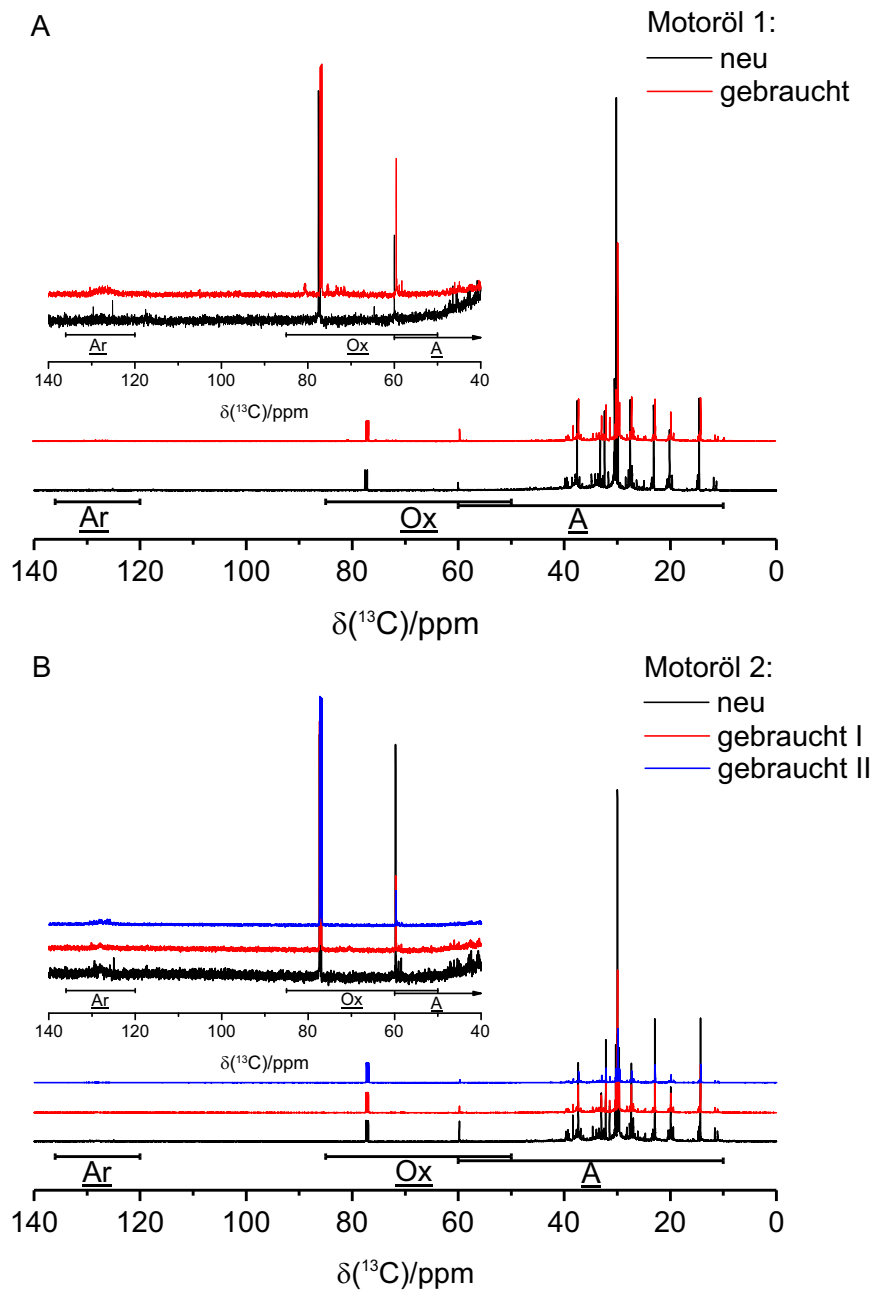 A
Motoröl 1:
neu
gebraucht
Ar
Ox
A
140 120 100 80 60 40
δ(¹³C)/ppm
Ar
Ox
A
140 120 100 80 60 40 20 0
δ(¹³C)/ppm
B
Motoröl 2:
neu
gebraucht I
gebraucht II
Ar
Ox
A
140 120 100 80 60 40
δ(¹³C)/ppm
Ar
Ox
A
140 120 100 80 60 40 20 0
δ(¹³C)/ppm